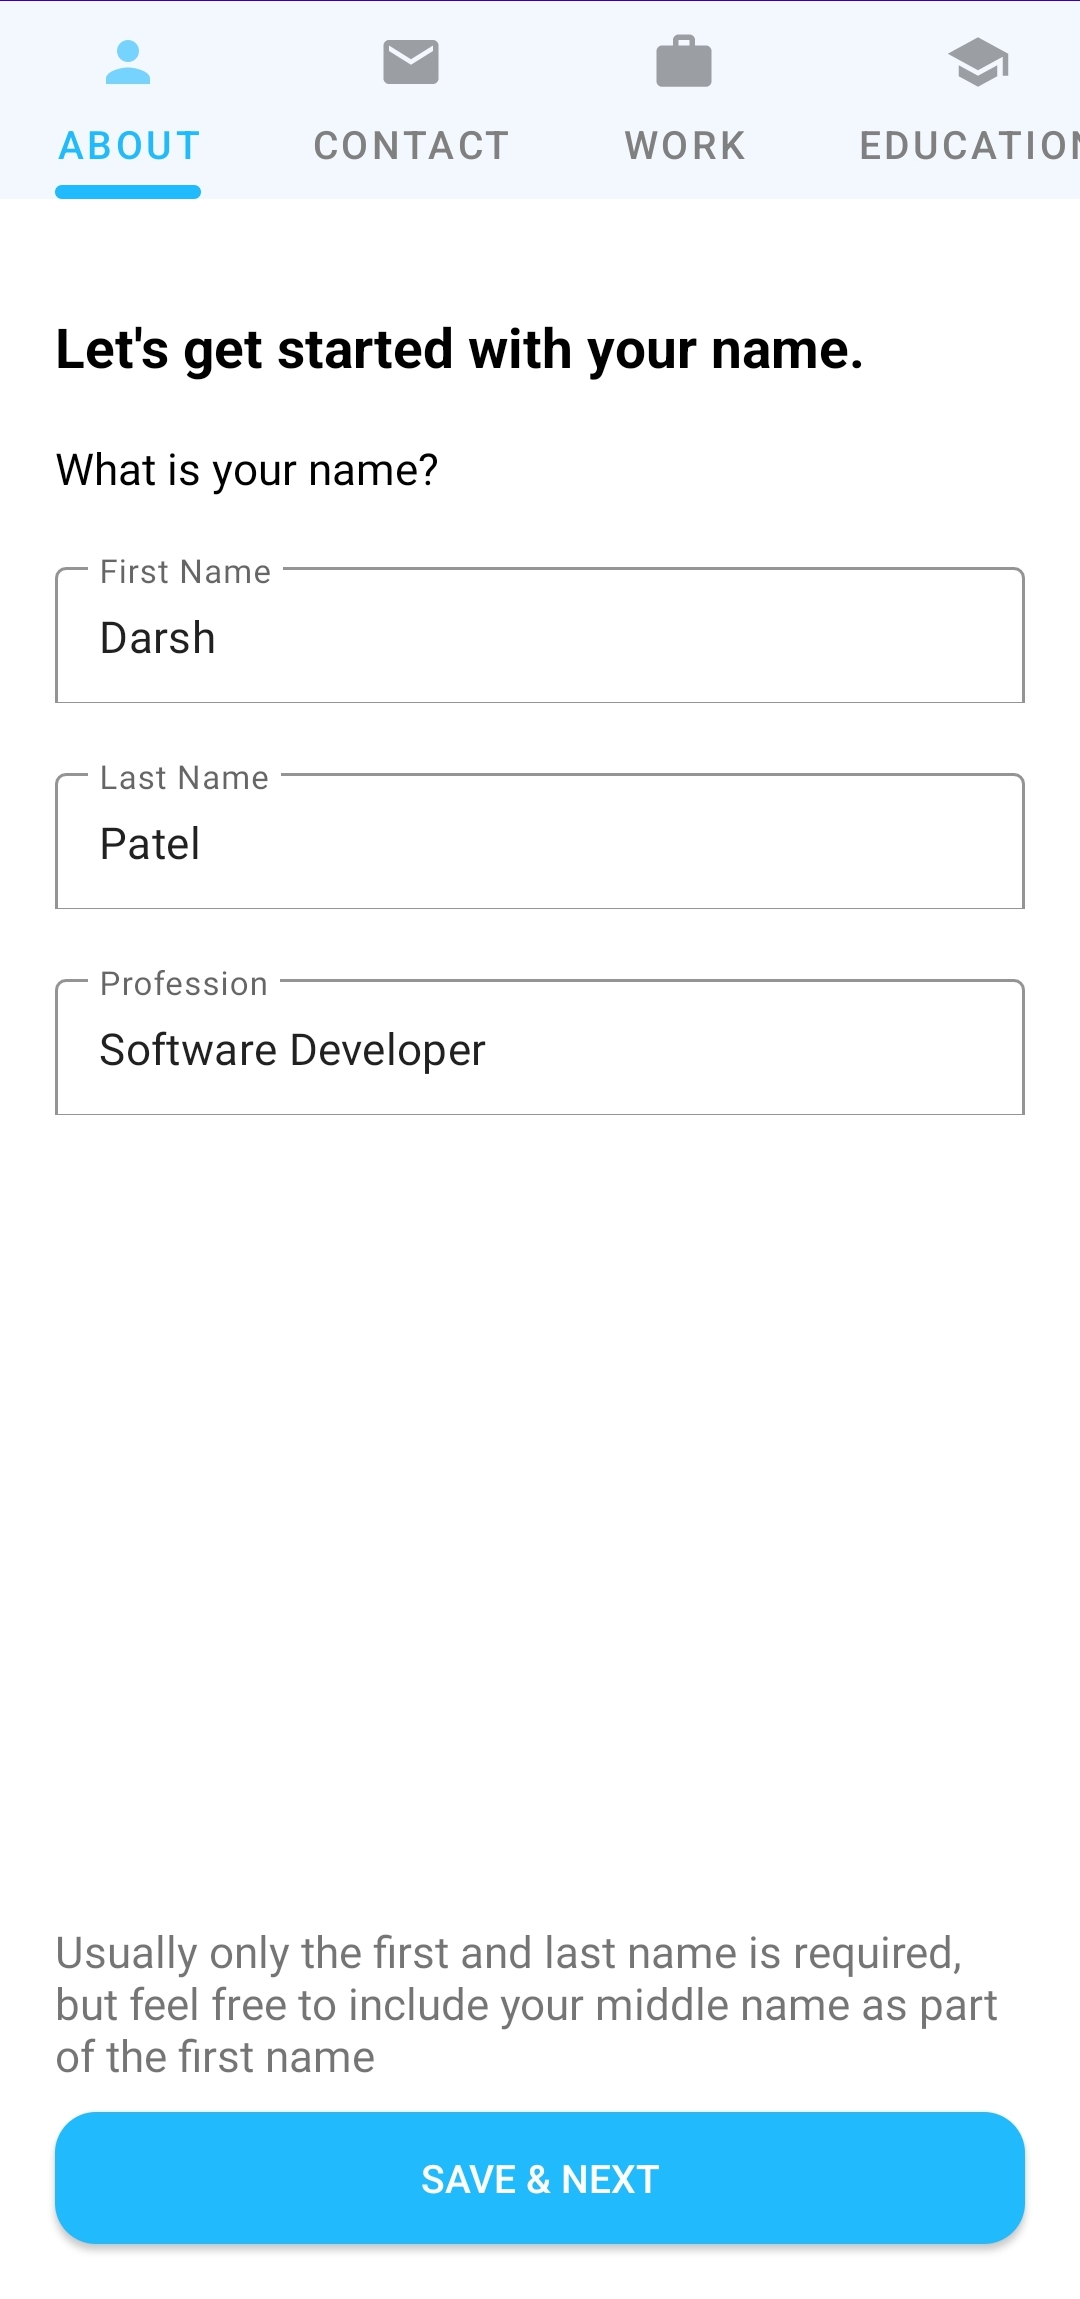 ABOUT CONTACT WORK EDUCATION
Let's get started with your name.
What is your name?
First Name
Darsh
Last Name
Patel
Profession
Software Developer
Usually only the first and last name is required,
but feel free to include your middle name as part
of the first name
SAVE & NEXT